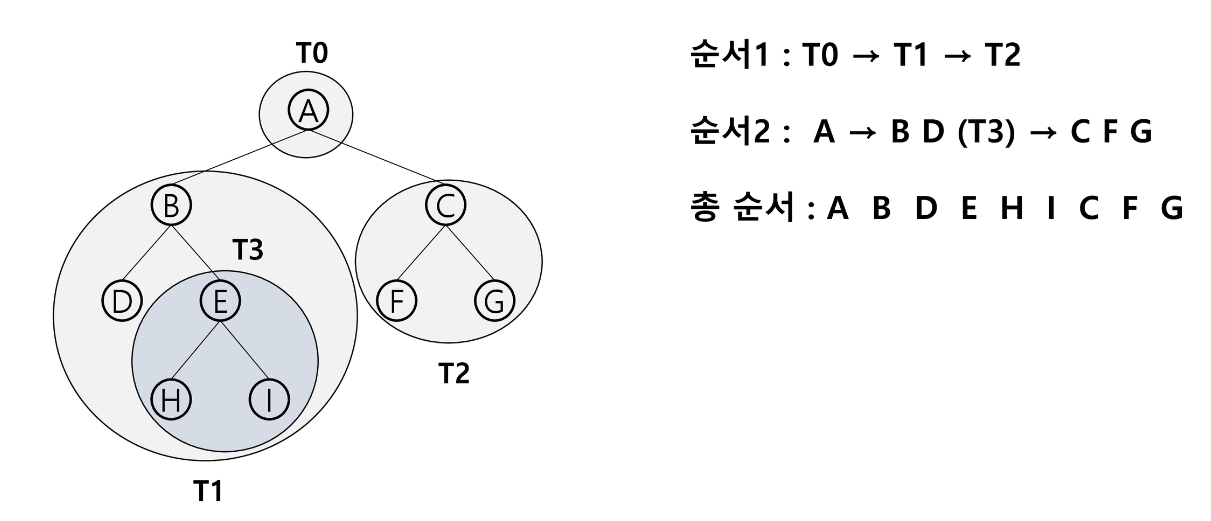 T0
A
B
C
T3
D
E
F
G
H
I
T2
T1
순서1 : T0 → T1 → T2
순서2 : A → B D (T3) → C F G
총 순서 : A B D E H I C F G